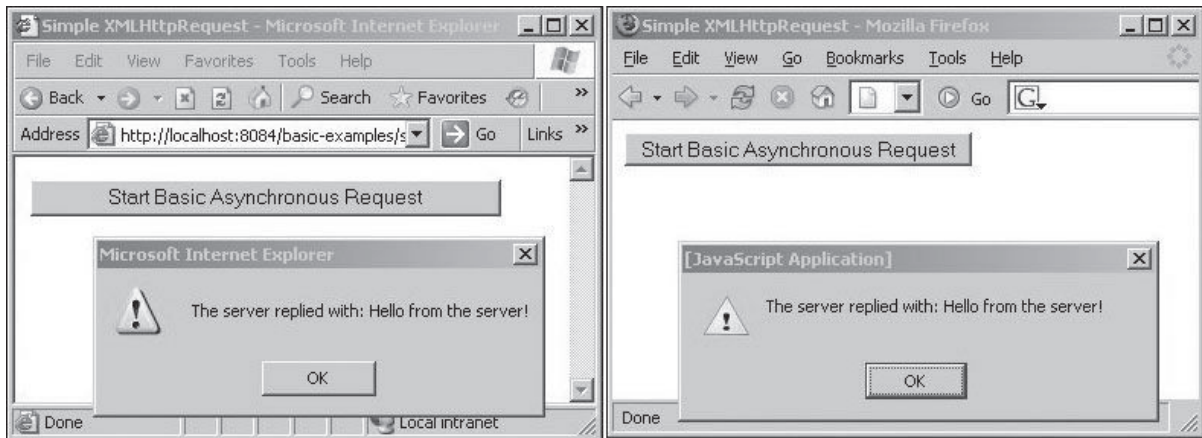 Simple XMLHttpRequest - Microsoft Internet Explorer
File Edit View Favorites Tools Help
Back Search Favorites »
Address http://localhost:8084/basic-examples/s Go Links »
Start Basic Asynchronous Request
Microsoft Internet Explorer
The server replied with: Hello from the server!
OK
Done Local intranet
Simple XMLHttpRequest - Mozilla Firefox
File Edit View Go Bookmarks Tools Help
Go G
Start Basic Asynchronous Request
[JavaScript Application]
The server replied with: Hello from the server!
OK
Done